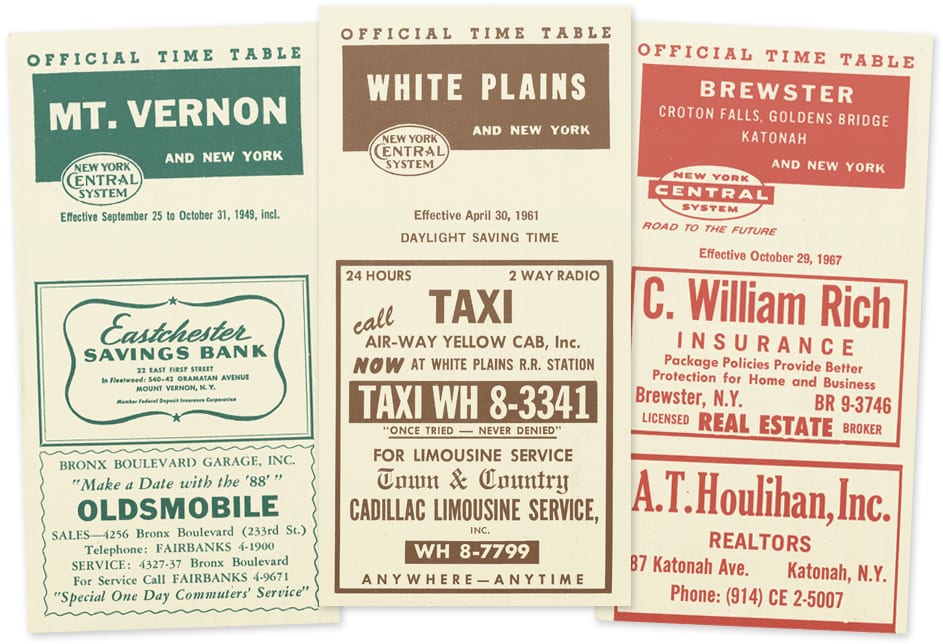 OFFICIAL TIME TABLE
MT. VERNON
AND NEW YORK
NEW YORK
CENTRAL
SYSTEM
Effective September 25 to October 31, 1949, incl.
Eastchester
SAVINGS BANK
22 EAST FIRST STREET
In Fleetwood: 540-42 GRAMATAN AVENUE
MOUNT VERNON, N. Y.
Member Federal Deposit Insurance Corporation
BRONX BOULEVARD GARAGE, INC.
"Make a Date with the '88' "
OLDSMOBILE
SALES—4256 Bronx Boulevard (233rd St.)
Telephone: FAIRBANKS 4-1900
SERVICE: 4327-37 Bronx Boulevard
For Service Call FAIRBANKS 4-9671
"Special One Day Commuters' Service"
OFFICIAL TIME TABLE
WHITE PLAINS
AND NEW YORK
NEW YORK
CENTRAL
SYSTEM
Effective April 30, 1961
DAYLIGHT SAVING TIME
24 HOURS 2 WAY RADIO
call TAXI
AIR-WAY YELLOW CAB, Inc.
NOW AT WHITE PLAINS R.R. STATION
TAXI WH 8-3341
"ONCE TRIED — NEVER DENIED"
FOR LIMOUSINE SERVICE
Town & Country
CADILLAC LIMOUSINE SERVICE,
INC.
WH 8-7799
ANYWHERE—ANYTIME
OFFICIAL TIME TABLE
BREWSTER
CROTON FALLS, GOLDENS BRIDGE
KATONAH
AND NEW YORK
NEW YORK
CENTRAL
SYSTEM
ROAD TO THE FUTURE
Effective October 29, 1967
C. William Rich
INSURANCE
Package Policies Provide Better
Protection for Home and Business
Brewster, N.Y. BR 9-3746
LICENSED REAL ESTATE BROKER
A.T. Houlihan, Inc.
REALTORS
87 Katonah Ave. Katonah, N.Y.
Phone: (914) CE 2-5007